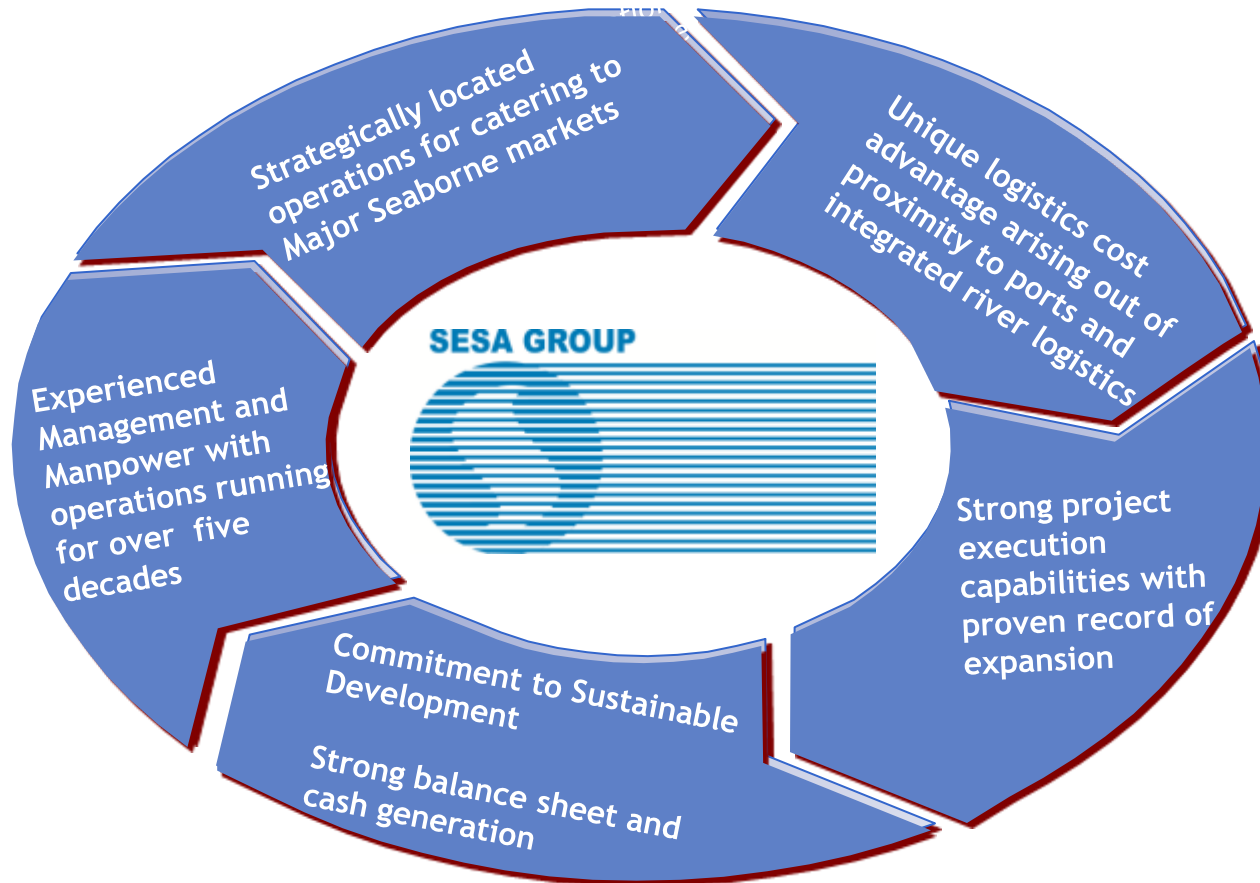 Strategically located
operations for catering to
Major Seaborne markets
Unique logistics cost
advantage arising out of
proximity to ports and
integrated river logistics
SESA GROUP
Experienced
Management and
Manpower with
operations running
for over five
decades
Strong project
execution
capabilities with
proven record of
expansion
Commitment to Sustainable
Development
Strong balance sheet and
cash generation